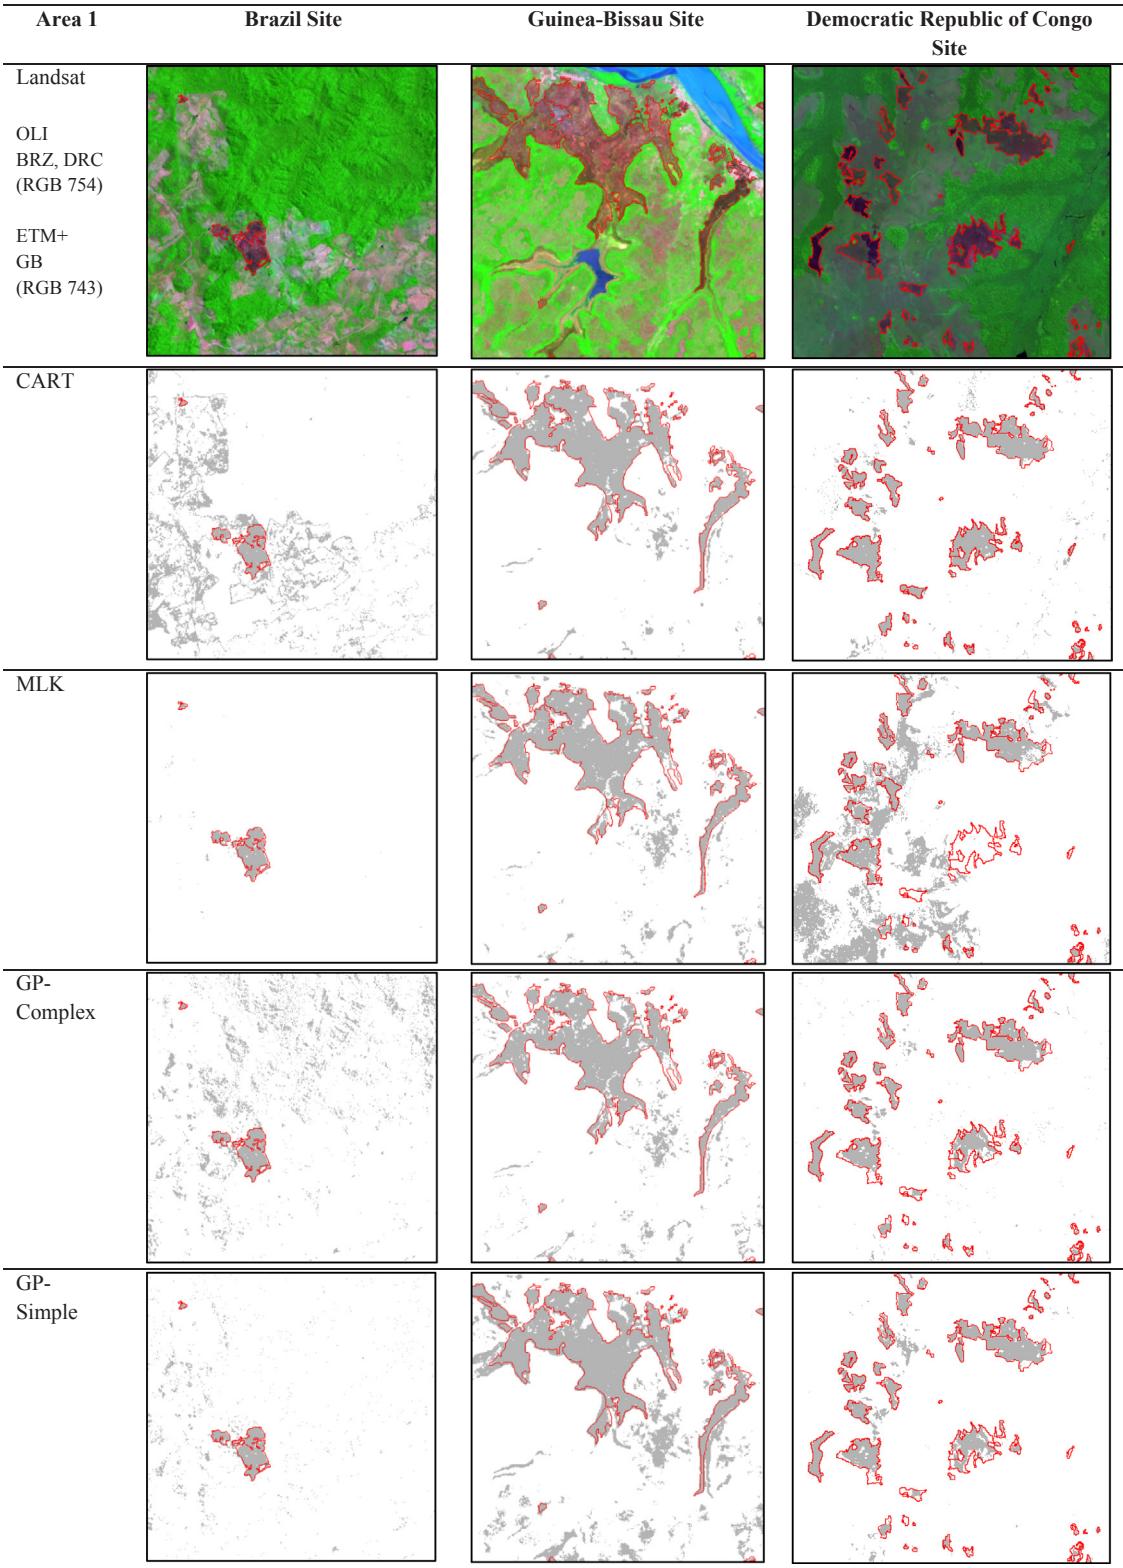 Area 1 Brazil Site Guinea-Bissau Site Democratic Republic of Congo
Site
Landsat
OLI
BRZ, DRC
(RGB 754)
ETM+
GB
(RGB 743)
CART
MLK
GP-
Complex
GP-
Simple